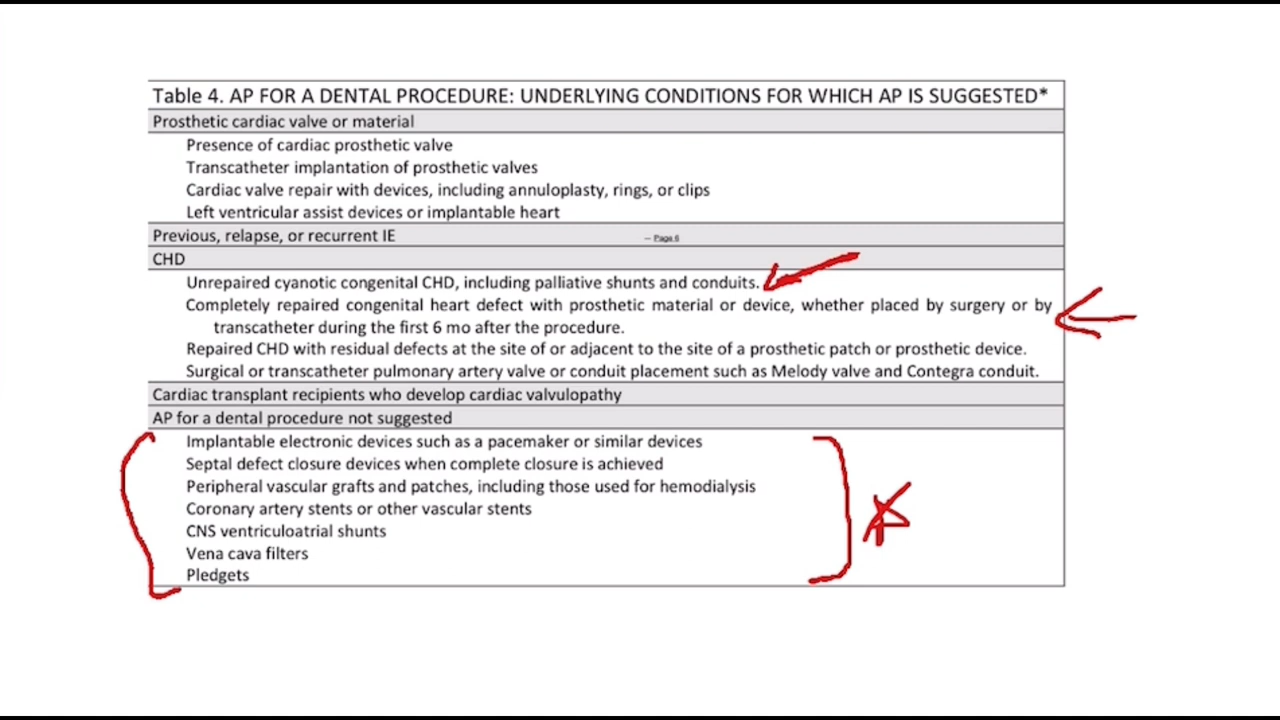 Table 4. AP FOR A DENTAL PROCEDURE: UNDERLYING CONDITIONS FOR WHICH AP IS SUGGESTED*
Prosthetic cardiac valve or material
Presence of cardiac prosthetic valve
Transcatheter implantation of prosthetic valves
Cardiac valve repair with devices, including annuloplasty, rings, or clips
Left ventricular assist devices or implantable heart
Previous, relapse, or recurrent IE -- Page 6
CHD
Unrepaired cyanotic congenital CHD, including palliative shunts and conduits.
Completely repaired congenital heart defect with prosthetic material or device, whether placed by surgery or by
transcatheter during the first 6 mo after the procedure.
Repaired CHD with residual defects at the site of or adjacent to the site of a prosthetic patch or prosthetic device.
Surgical or transcatheter pulmonary artery valve or conduit placement such as Melody valve and Contegra conduit.
Cardiac transplant recipients who develop cardiac valvulopathy
AP for a dental procedure not suggested
Implantable electronic devices such as a pacemaker or similar devices
Septal defect closure devices when complete closure is achieved
Peripheral vascular grafts and patches, including those used for hemodialysis
Coronary artery stents or other vascular stents
CNS ventriculoatrial shunts
Vena cava filters
Pledgets